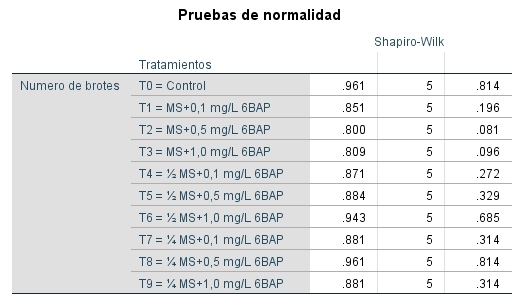 Pruebas de normalidad
Shapiro-Wilk
Tratamientos
Numero de brotes T0 = Control .961 5 .814
T1 = MS+0,1 mg/L 6BAP .851 5 .196
T2 = MS+0,5 mg/L 6BAP .800 5 .081
T3 = MS+1,0 mg/L 6BAP .809 5 .096
T4 = ½ MS+0,1 mg/L 6BAP .871 5 .272
T5 = ½ MS+0,5 mg/L 6BAP .884 5 .329
T6 = ½ MS+1,0 mg/L 6BAP .943 5 .685
T7 = ¼ MS+0,1 mg/L 6BAP .881 5 .314
T8 = ¼ MS+0,5 mg/L 6BAP .961 5 .814
T9 = ¼ MS+1,0 mg/L 6BAP .881 5 .314